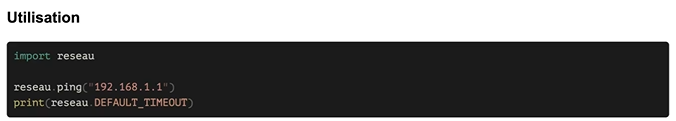 Utilisation
import reseau
reseau.ping("192.168.1.1")
print(reseau.DEFAULT_TIMEOUT)